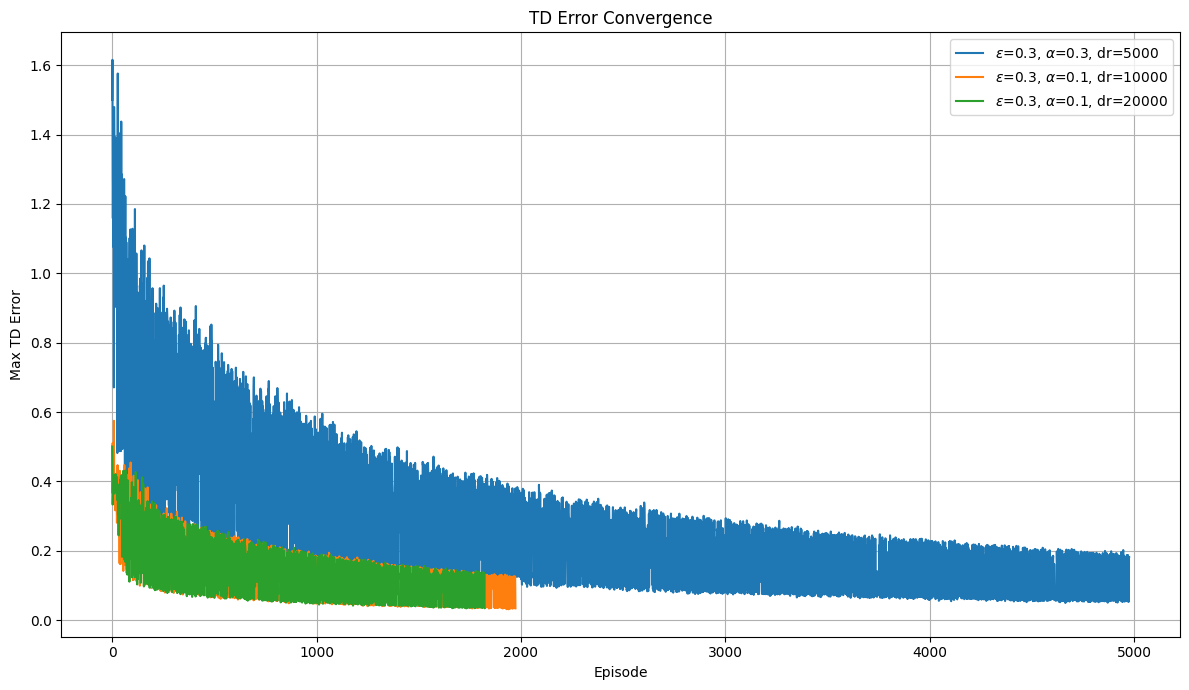 TD Error Convergence
ε=0.3, α=0.3, dr=5000
ε=0.3, α=0.1, dr=10000
ε=0.3, α=0.1, dr=20000
Max TD Error
1.6
1.4
1.2
1.0
0.8
0.6
0.4
0.2
0.0
0 1000 2000 3000 4000 5000
Episode